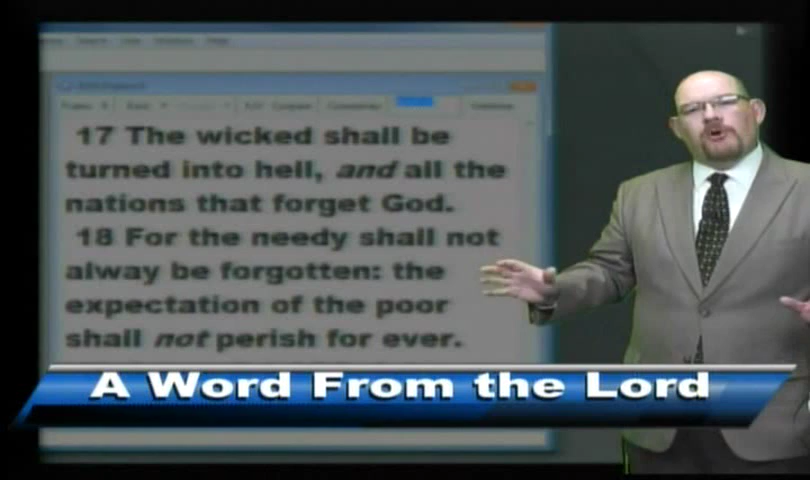 17 The wicked shall be
turned into hell, and all the
nations that forget God.
18 For the needy shall not
alway be forgotten: the
expectation of the poor
shall not perish for ever.
A Word From the Lord